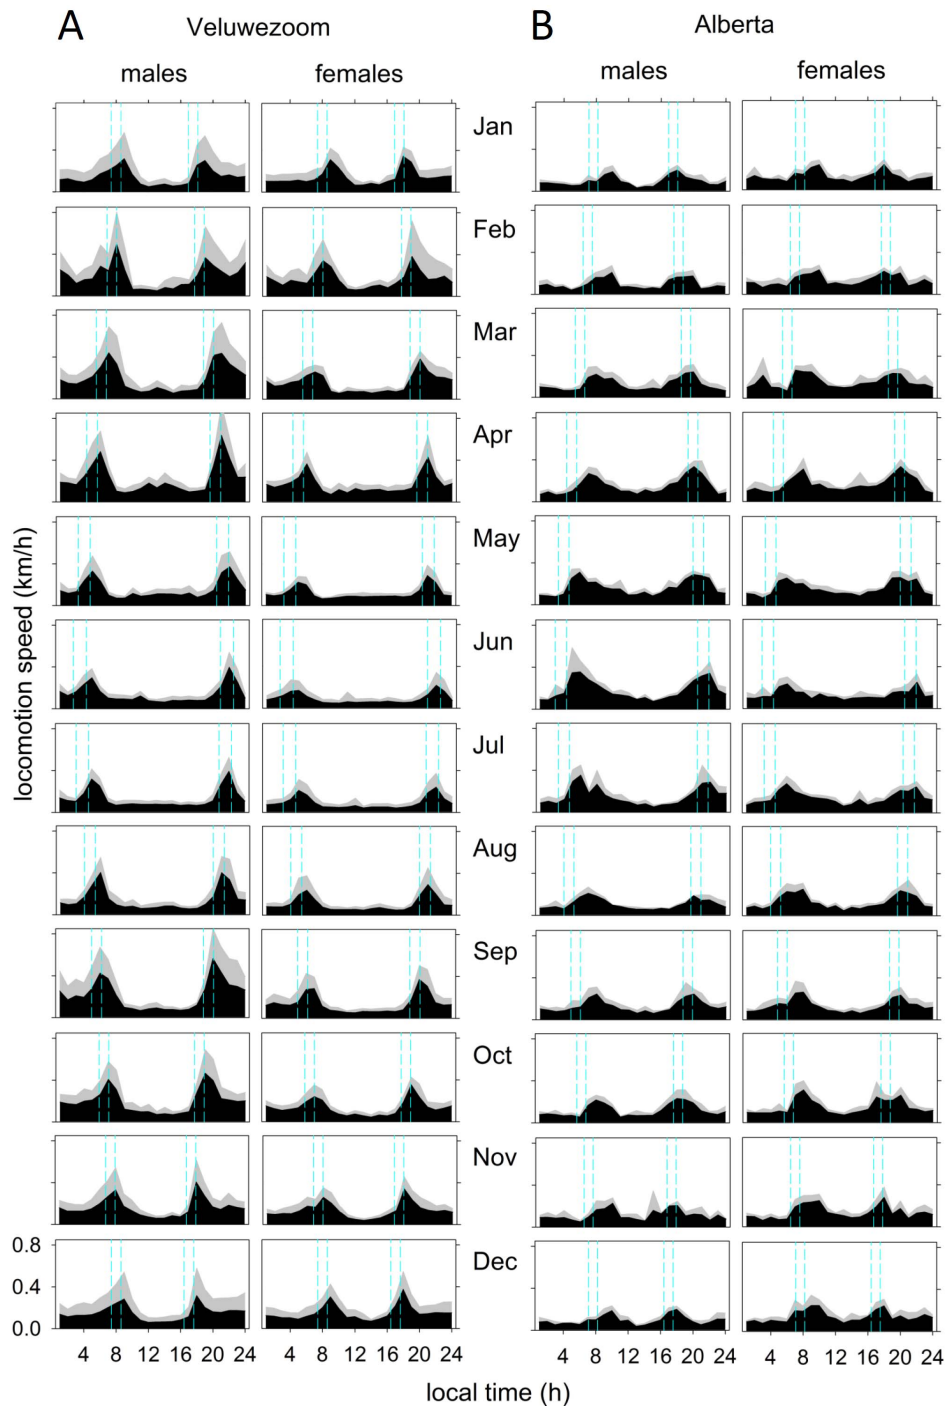 A Veluwezoom B Alberta
males females males females
Jan
Feb
Mar
Apr
May
Jun
Jul
Aug
Sep
Oct
Nov
Dec
locomotion speed (km/h)
0.8
0.4
0.0
4 8 12 16 20 24 4 8 12 16 20 24 4 8 12 16 20 24 4 8 12 16 20 24
local time (h)